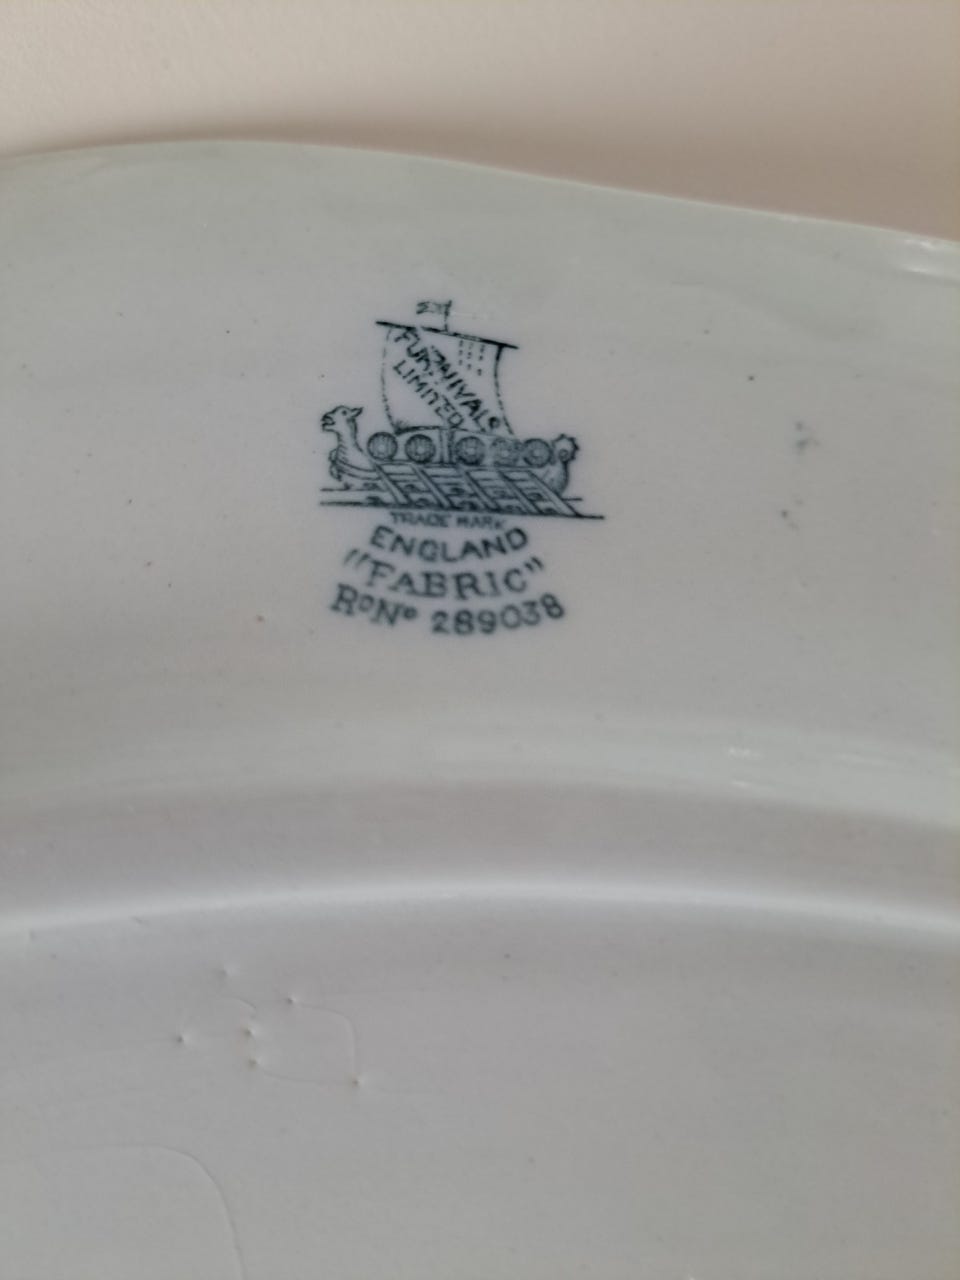 FURNIVALS
LIMITED
TRADE MARK
ENGLAND
"FABRIC"
RD No 289038